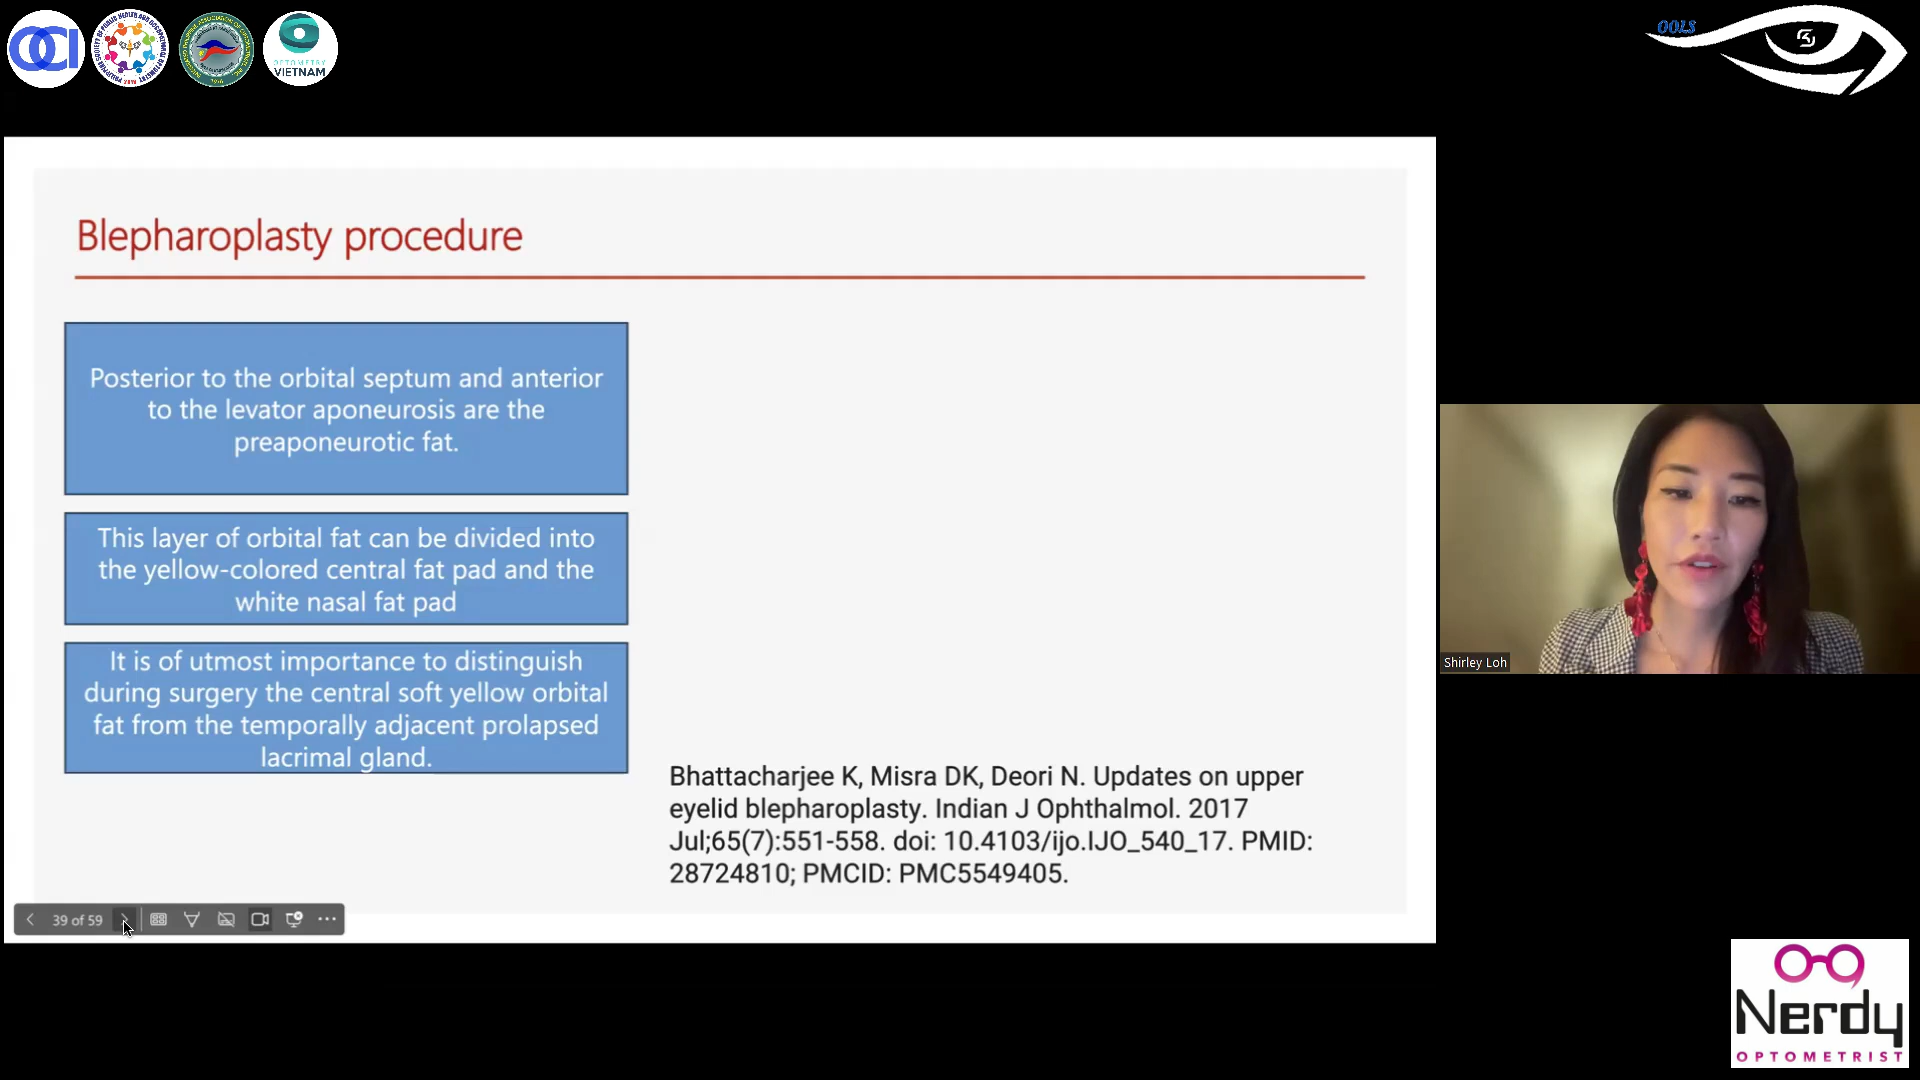 OCI
OPTOMETRY
VIETNAM
OOLS
Blepharoplasty procedure
Posterior to the orbital septum and anterior
to the levator aponeurosis are the
preaponeurotic fat.
This layer of orbital fat can be divided into
the yellow-colored central fat pad and the
white nasal fat pad
It is of utmost importance to distinguish
during surgery the central soft yellow orbital
fat from the temporally adjacent prolapsed
lacrimal gland.
Bhattacharjee K, Misra DK, Deori N. Updates on upper
eyelid blepharoplasty. Indian J Ophthalmol. 2017
Jul;65(7):551-558. doi: 10.4103/ijo.IJO_540_17. PMID:
28724810; PMCID: PMC5549405.
39 of 59
Shirley Loh
Nerdy
OPTOMETRIST